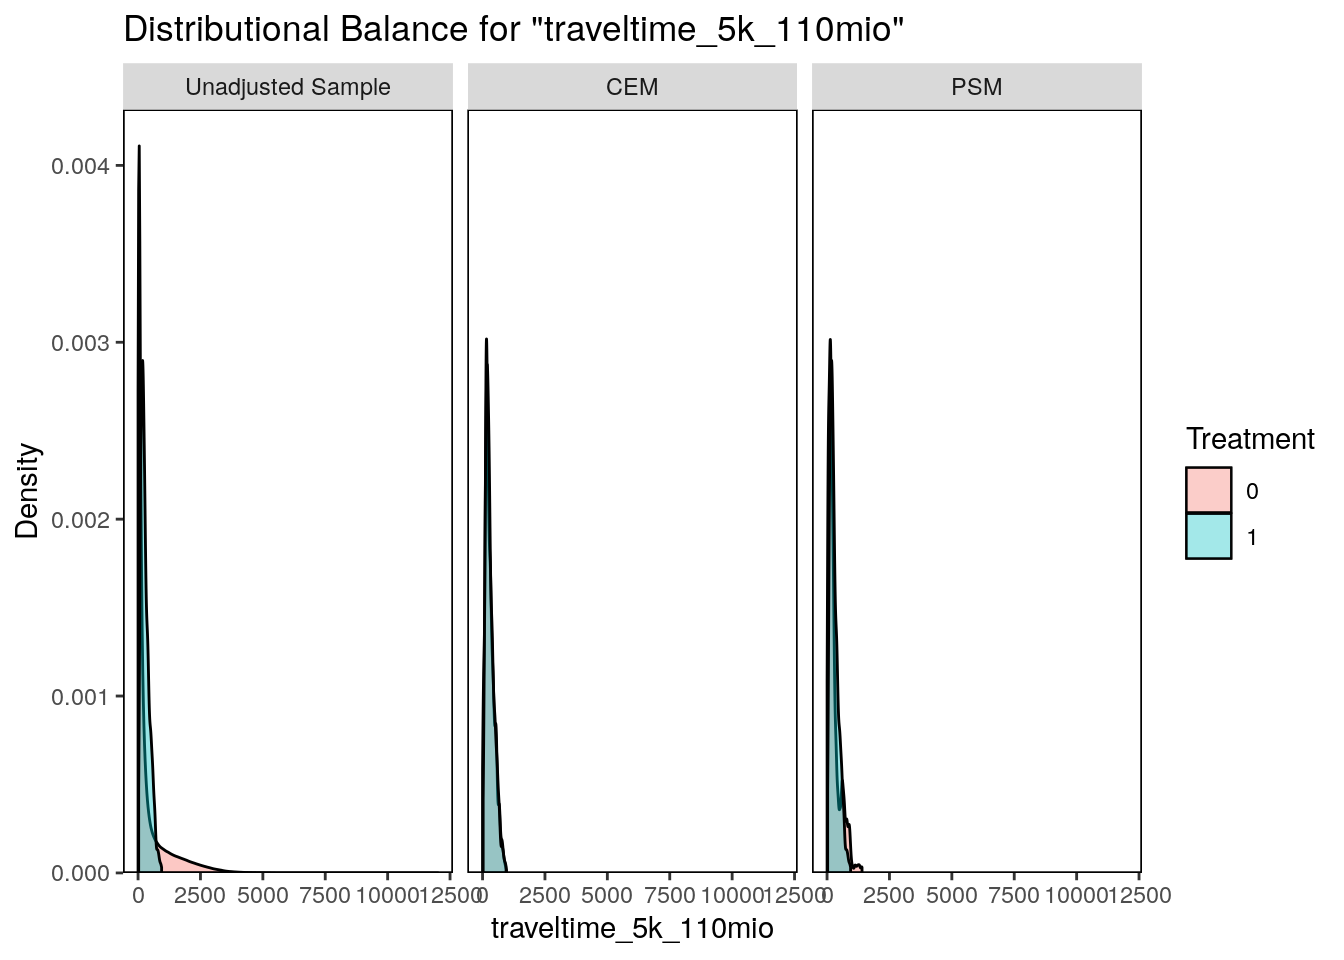 Distributional Balance for "traveltime_5k_110mio"
Unadjusted Sample CEM PSM
0.004
0.003
0.002
0.001
0.000
Density
0 2500 5000 7500 10000 12500 0 2500 5000 7500 10000 12500 0 2500 5000 7500 10000 12500
traveltime_5k_110mio
Treatment
0
1